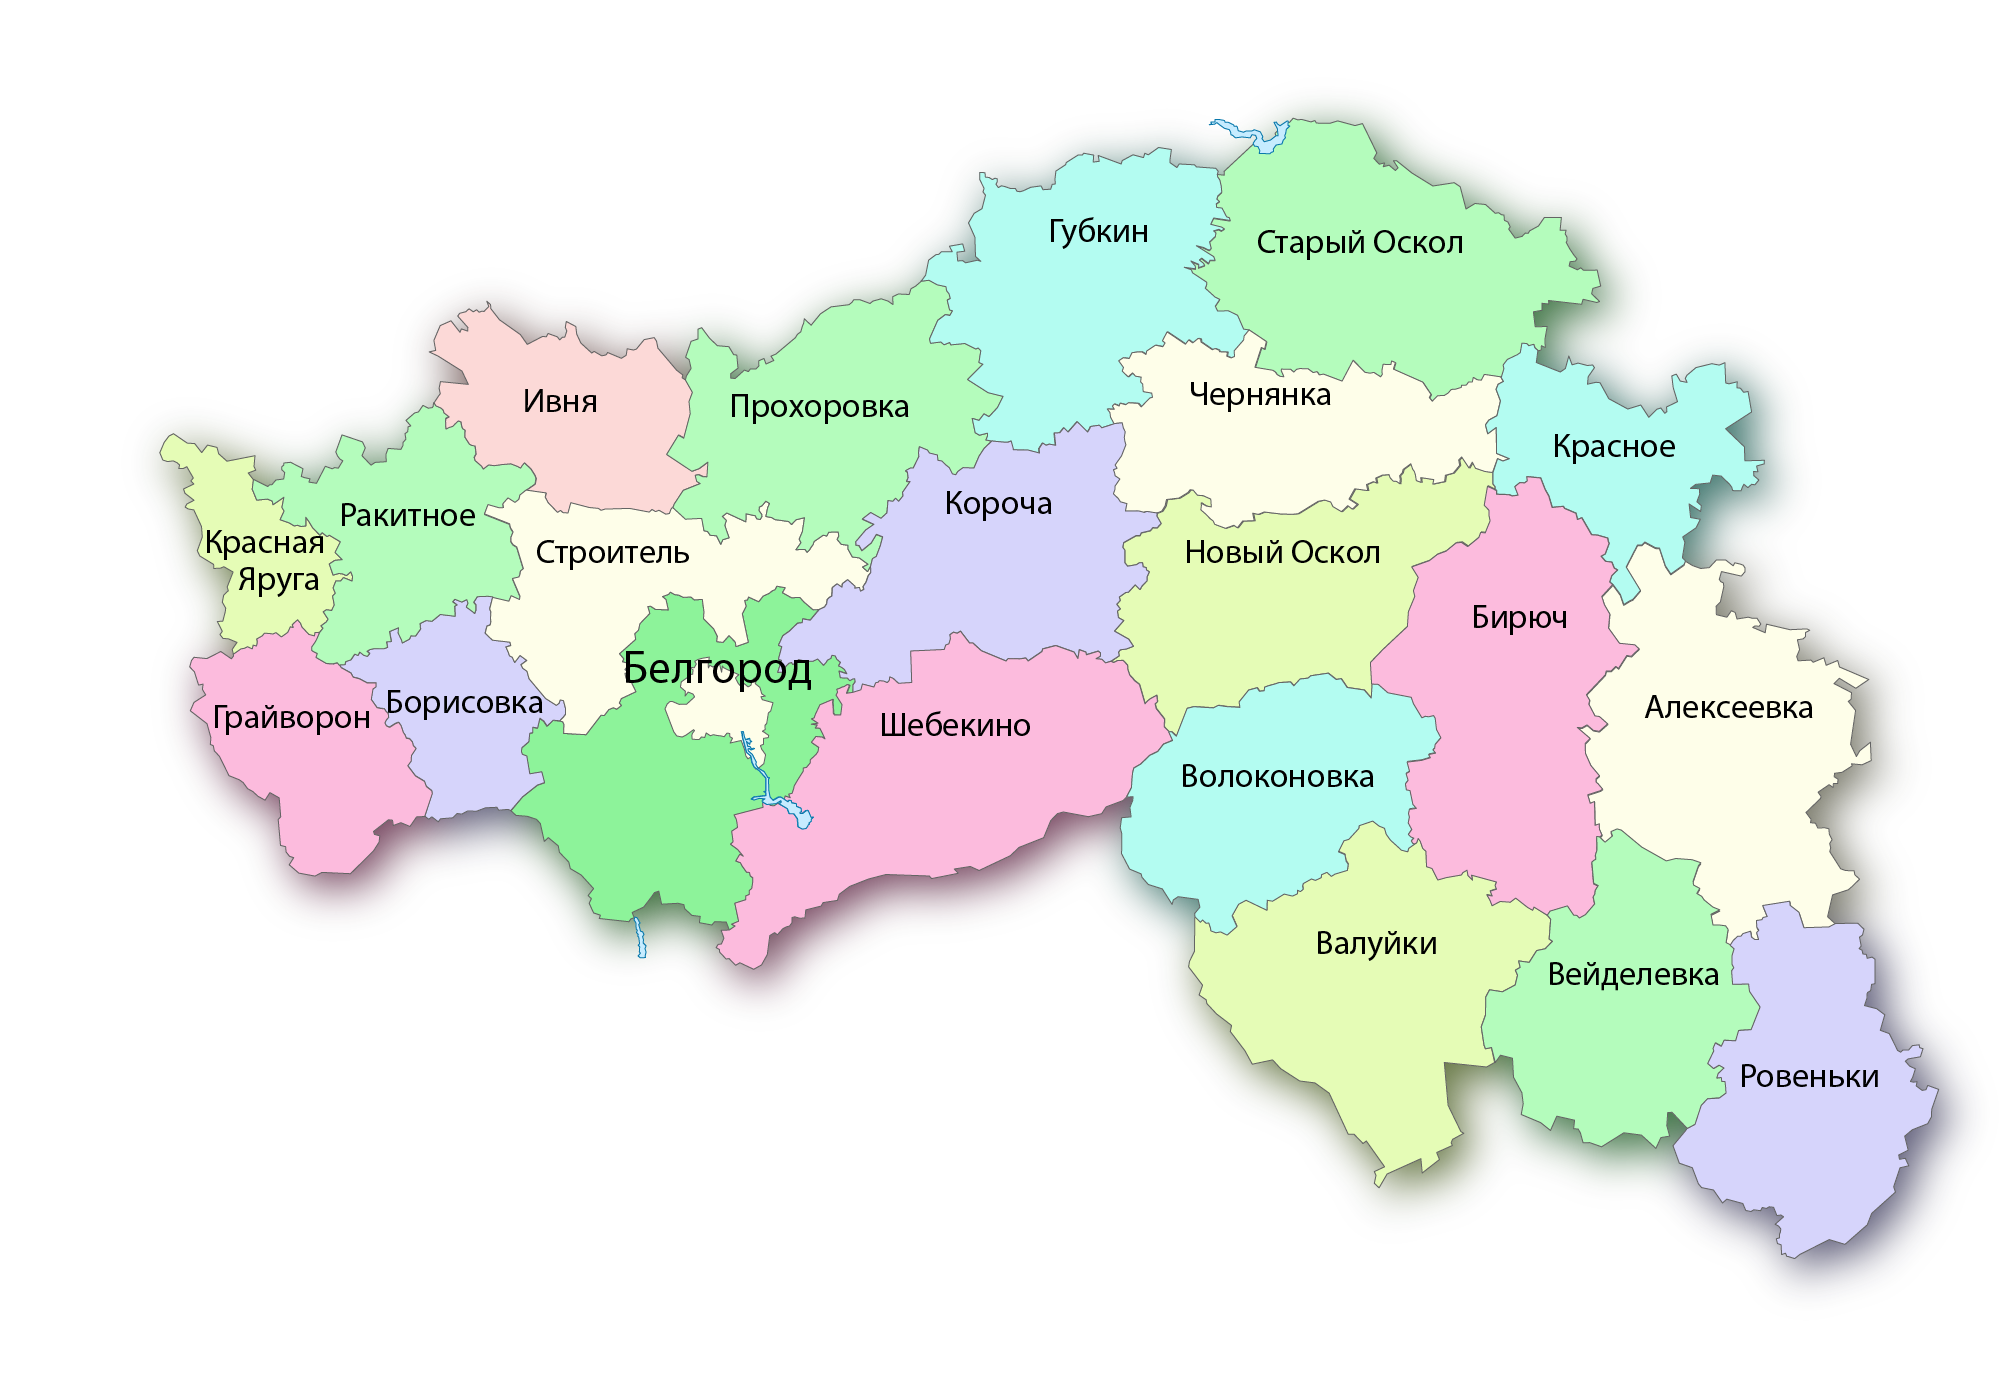 Губкин
Старый Оскол
Ивня
Прохоровка
Чернянка
Красное
Ракитное
Короча
Красная
Яруга
Строитель
Новый Оскол
Бирюч
Белгород
Грайворон
Борисовка
Шебекино
Алексеевка
Волоконовка
Валуйки
Вейделевка
Ровеньки